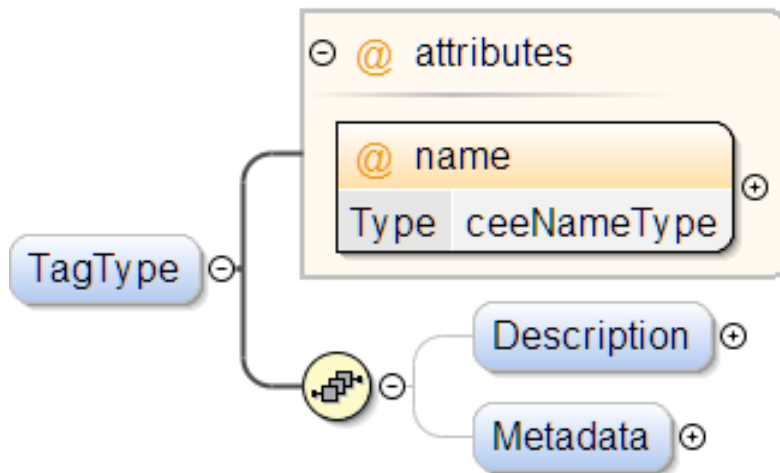 @ attributes
@ name
Type ceeNameType
TagType
Description
Metadata